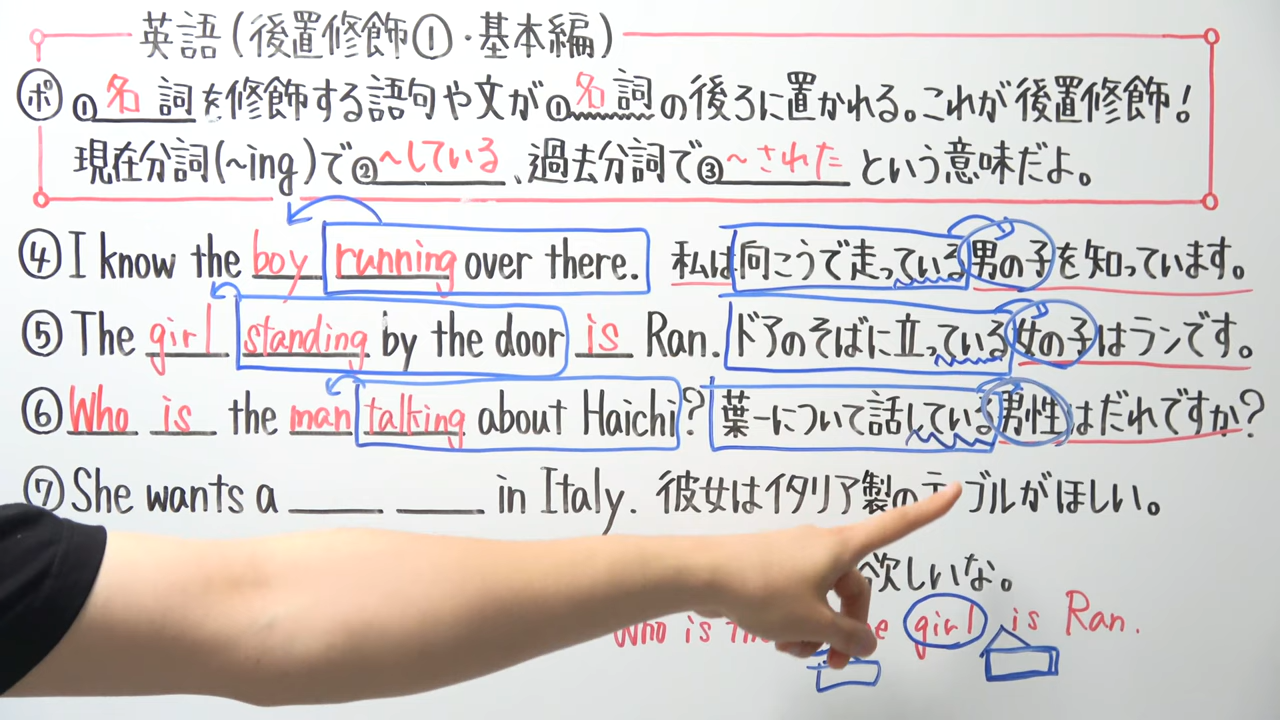 英語(後置修飾①・基本編)
ポ ①名詞を修飾する語句や文が①名詞の後ろに置かれる。これが後置修飾!
現在分詞(~ing)で②~している、過去分詞で③~されたという意味だよ。
④I know the boy running over there. 私は向こうで走っている男の子を知っています。
⑤The girl standing by the door is Ran. ドアのそばに立っている女の子はランです。
⑥Who is the man talking about Haichi? 葉一について話している男性はだれですか?
⑦She wants a ____ ____ in Italy. 彼女はイタリア製のテーブルがほしい。
欲しいな。
Who is the girl is Ran.